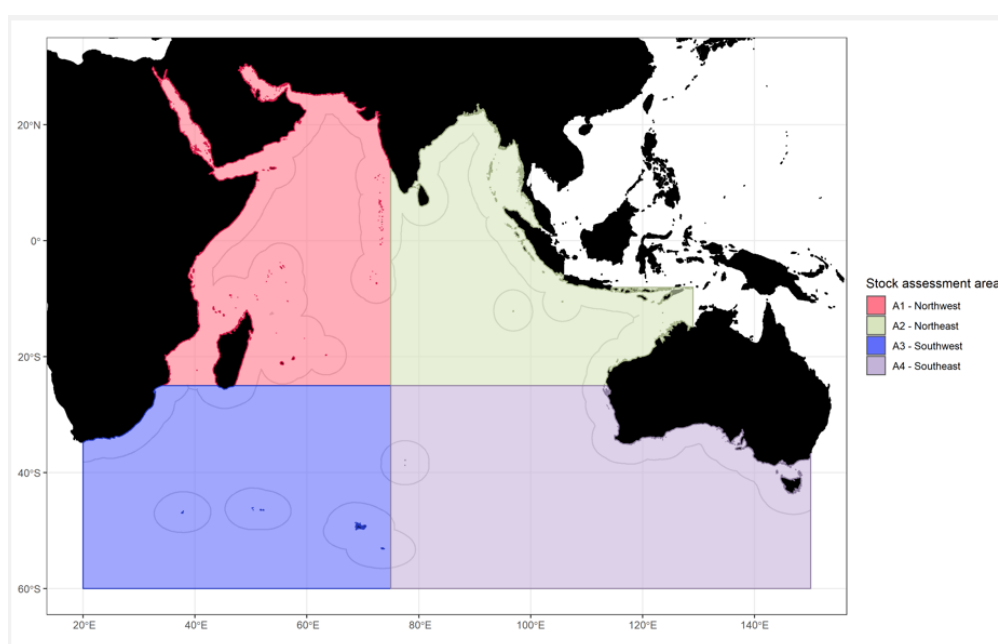 20°N
0°
20°S
40°S
60°S
20°E
40°E
60°E
80°E
100°E
120°E
140°E
Stock assessment area
A1 - Northwest
A2 - Northeast
A3 - Southwest
A4 - Southeast